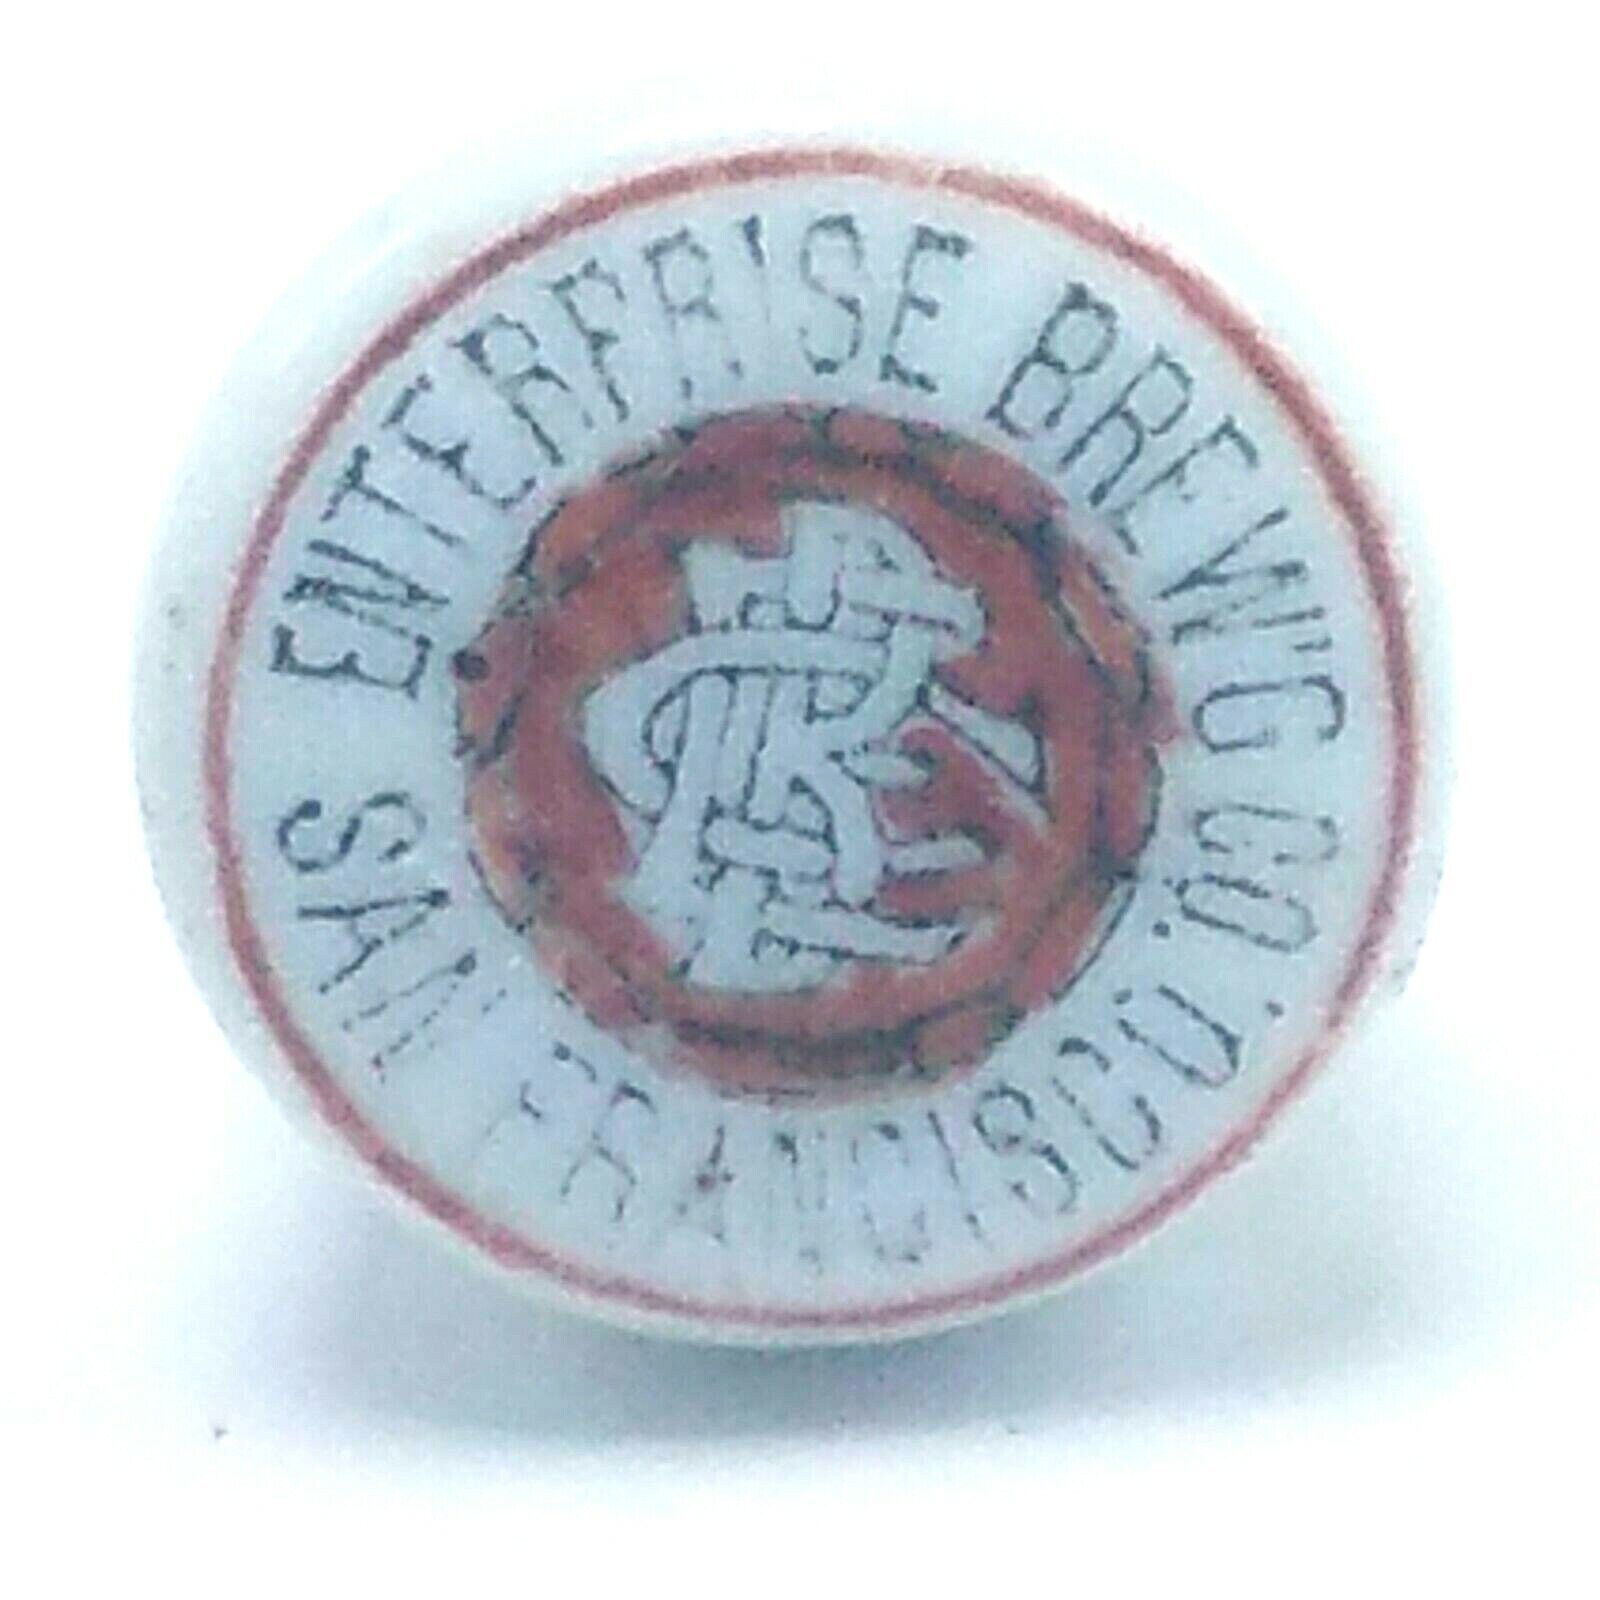 ENTERPRISE BREW'G CO.
SAN FRANCISCO.